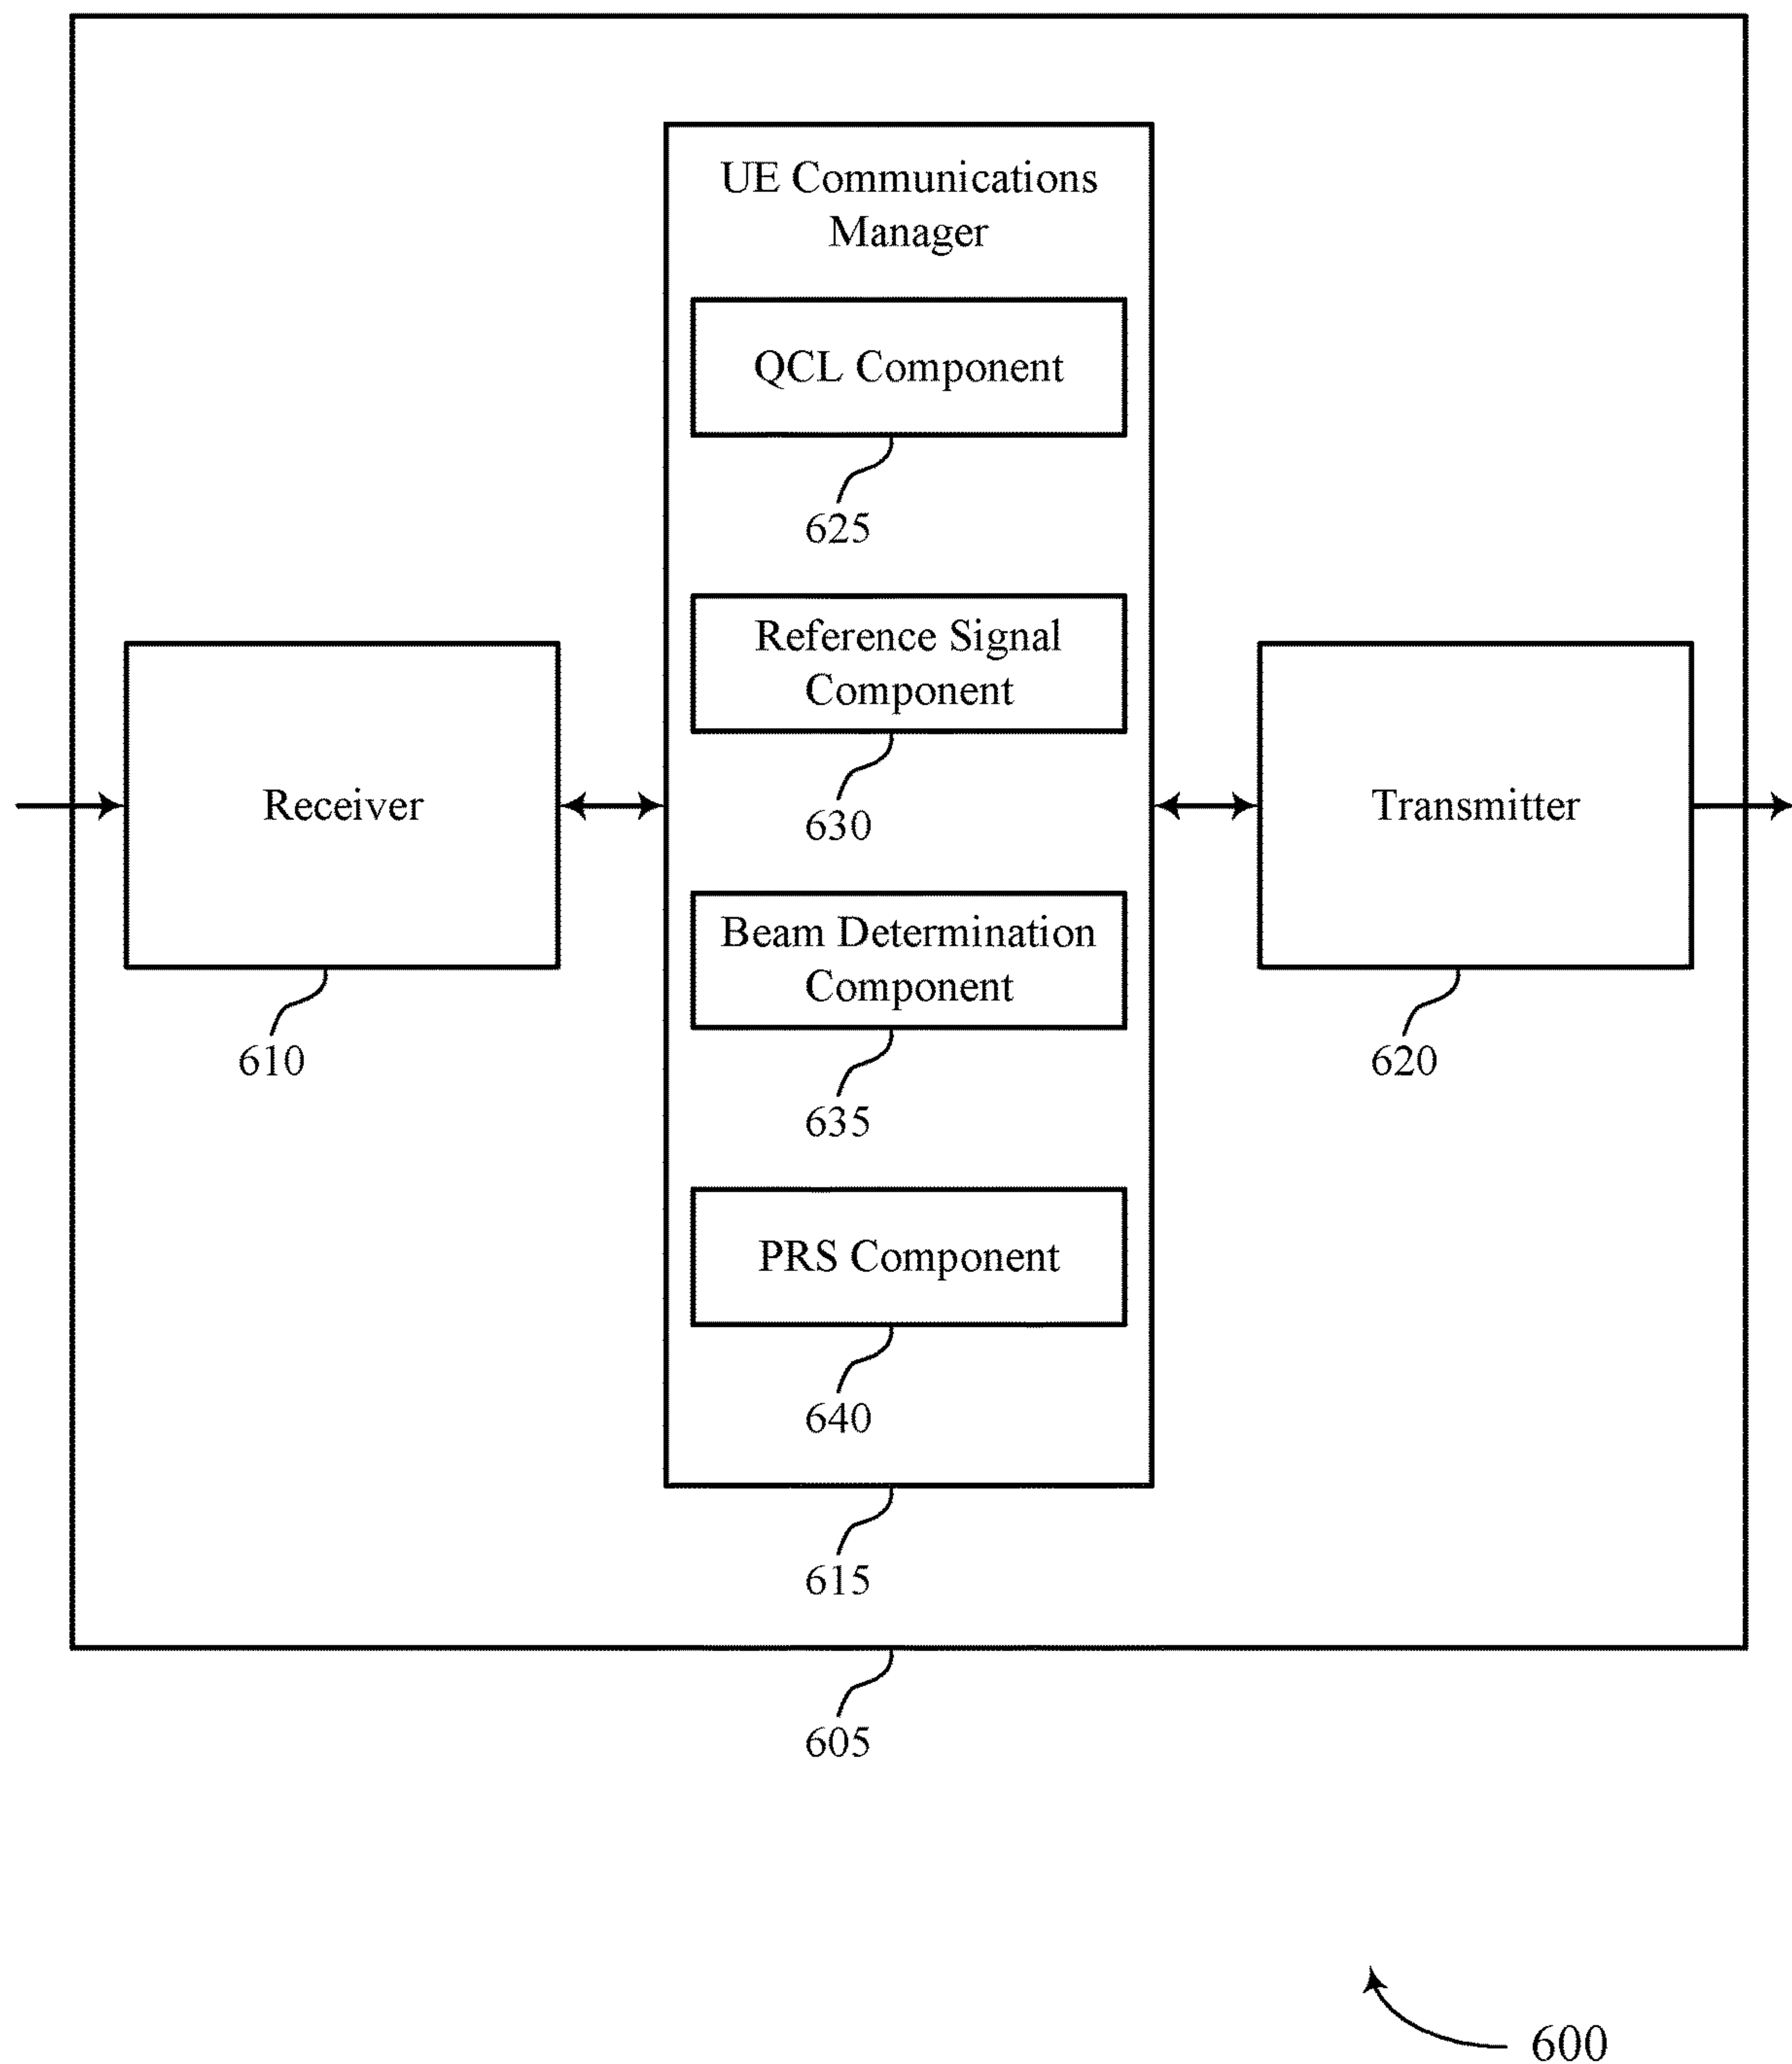 UE Communications
Manager
QCL Component
625
Reference Signal
Component
630
Receiver
Transmitter
Beam Determination
Component
610
620
635
PRS Component
640
615
605
600